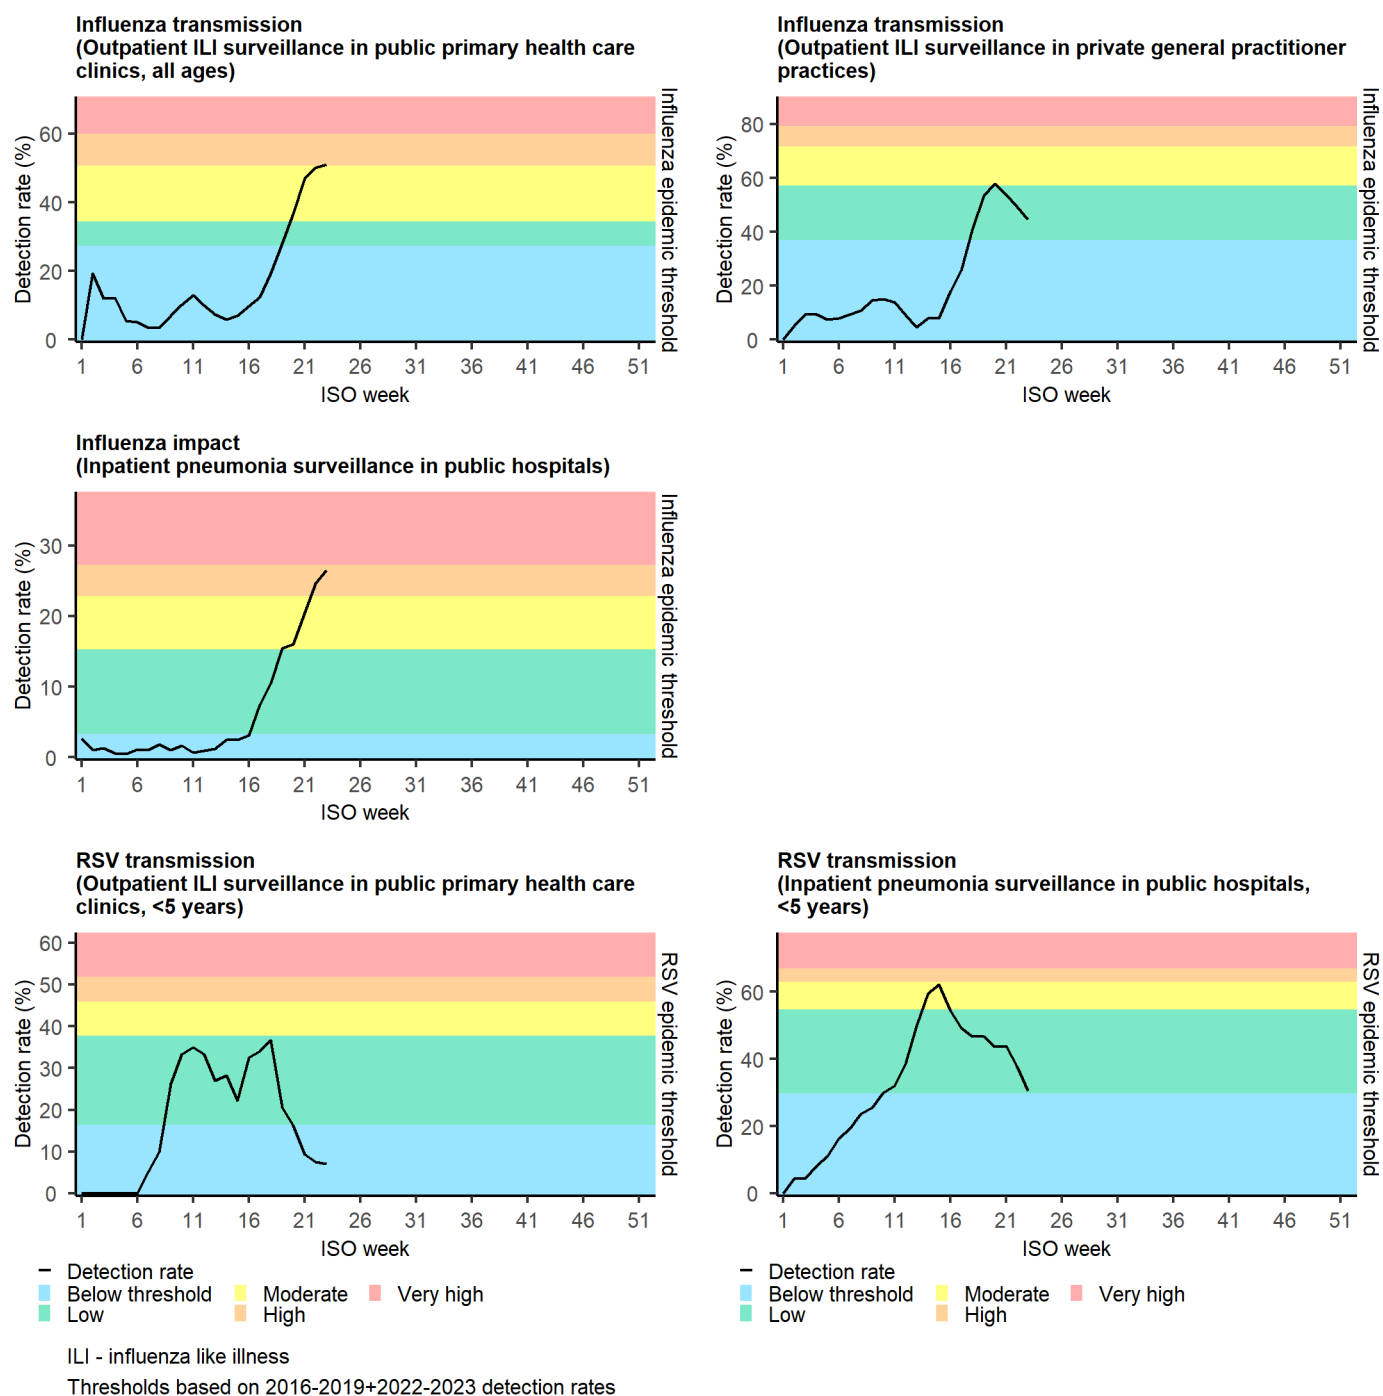 Influenza transmission
(Outpatient ILI surveillance in public primary health care
clinics, all ages)
Detection rate (%)
60
40
20
0
1 6 11 16 21 26 31 36 41 46 51
ISO week
Influenza epidemic threshold
Influenza transmission
(Outpatient ILI surveillance in private general practitioner
practices)
Detection rate (%)
80
60
40
20
0
1 6 11 16 21 26 31 36 41 46 51
ISO week
Influenza epidemic threshold
Influenza impact
(Inpatient pneumonia surveillance in public hospitals)
Detection rate (%)
30
20
10
0
1 6 11 16 21 26 31 36 41 46 51
ISO week
Influenza epidemic threshold
RSV transmission
(Outpatient ILI surveillance in public primary health care
clinics, <5 years)
Detection rate (%)
60
50
40
30
20
10
0
1 6 11 16 21 26 31 36 41 46 51
ISO week
RSV epidemic threshold
RSV transmission
(Inpatient pneumonia surveillance in public hospitals,
<5 years)
Detection rate (%)
60
40
20
0
1 6 11 16 21 26 31 36 41 46 51
ISO week
RSV epidemic threshold
Detection rate
Below threshold Moderate Very high
Low High
Detection rate
Below threshold Moderate Very high
Low High
ILI - influenza like illness
Thresholds based on 2016-2019+2022-2023 detection rates